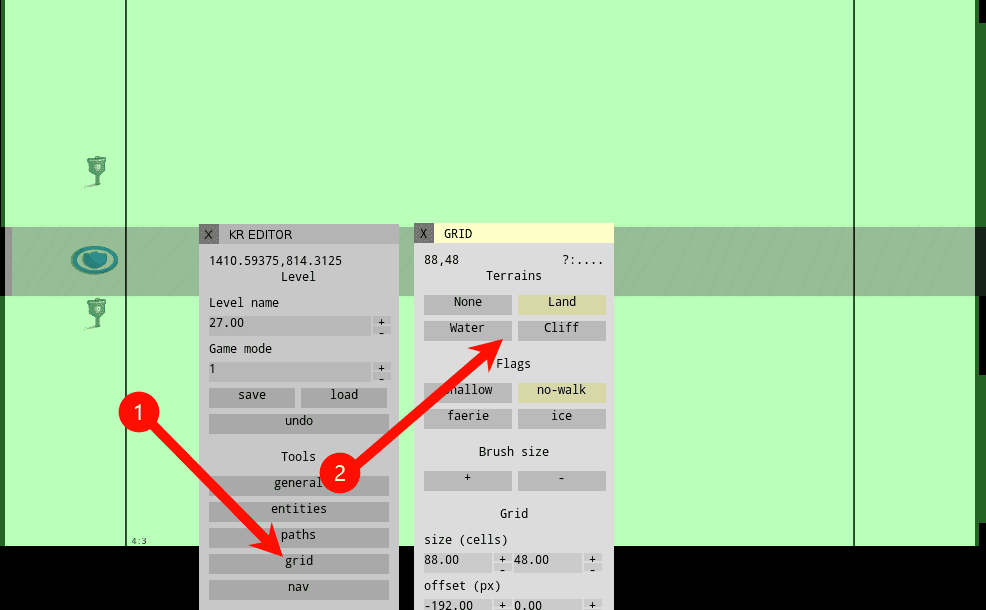 X KR EDITOR
1410.59375,814.3125
Level
Level name
27.00 + -
Game mode
1 + -
save load
undo
Tools
general
entities
paths
grid
nav
X GRID
88,48 ?:....
Terrains
None Land
Water Cliff
Flags
shallow no-walk
faerie ice
Brush size
+ -
Grid
size (cells)
88.00 + - 48.00 + -
offset (px)
-192.00 + 0.00 +
1
2
4:3